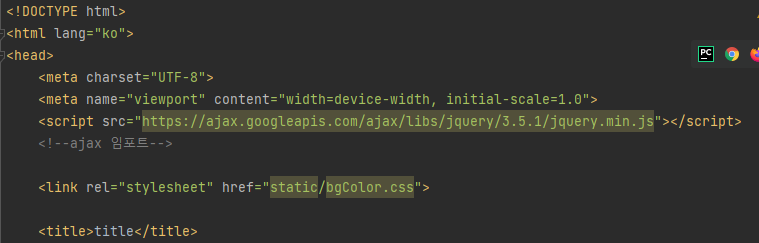 <!DOCTYPE html>
<html lang="ko">
<head>
    <meta charset="UTF-8">
    <meta name="viewport" content="width=device-width, initial-scale=1.0">
    <script src="https://ajax.googleapis.com/ajax/libs/jquery/3.5.1/jquery.min.js"></script>
    <!--ajax 임포트-->
    <link rel="stylesheet" href="static/bgColor.css">
    <title>title</title>
PC